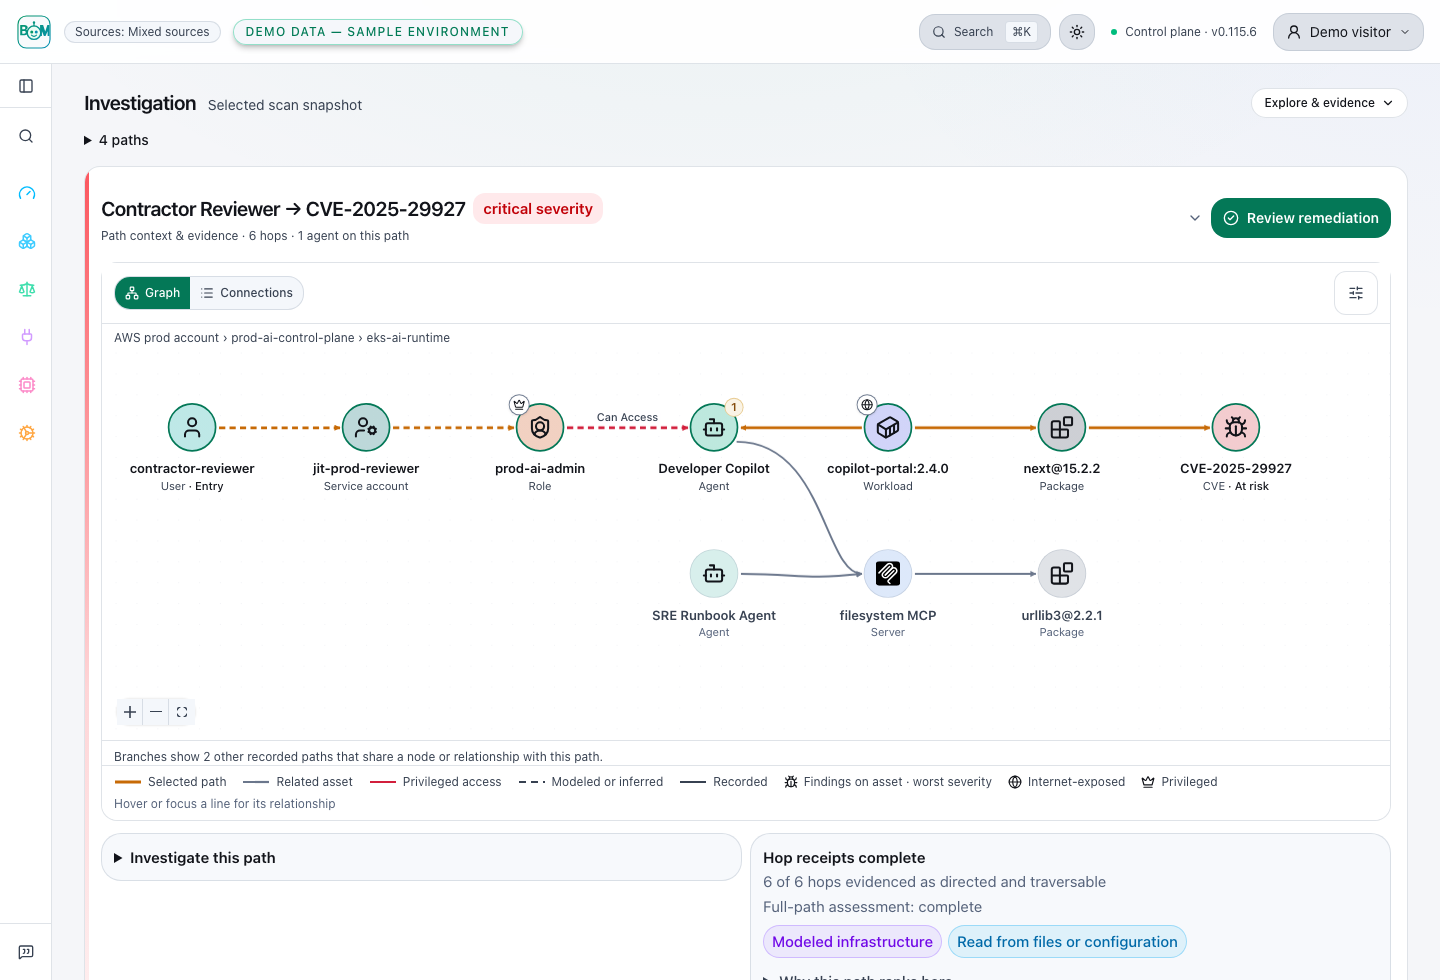 BOM
Sources: Mixed sources
DEMO DATA — SAMPLE ENVIRONMENT
Search ⌘K
Control plane · v0.115.6
Demo visitor
Investigation Selected scan snapshot
Explore & evidence
4 paths
Contractor Reviewer → CVE-2025-29927 critical severity
Path context & evidence · 6 hops · 1 agent on this path
Review remediation
Graph Connections
AWS prod account › prod-ai-control-plane › eks-ai-runtime
Can Access
1
contractor-reviewer
User · Entry
jit-prod-reviewer
Service account
prod-ai-admin
Role
Developer Copilot
Agent
copilot-portal:2.4.0
Workload
next@15.2.2
Package
CVE-2025-29927
CVE · At risk
SRE Runbook Agent
Agent
filesystem MCP
Server
urllib3@2.2.1
Package
Branches show 2 other recorded paths that share a node or relationship with this path.
Selected path Related asset Privileged access Modeled or inferred Recorded Findings on asset · worst severity Internet-exposed Privileged
Hover or focus a line for its relationship
Investigate this path
Hop receipts complete
6 of 6 hops evidenced as directed and traversable
Full-path assessment: complete
Modeled infrastructure Read from files or configuration
Why this path ranks here